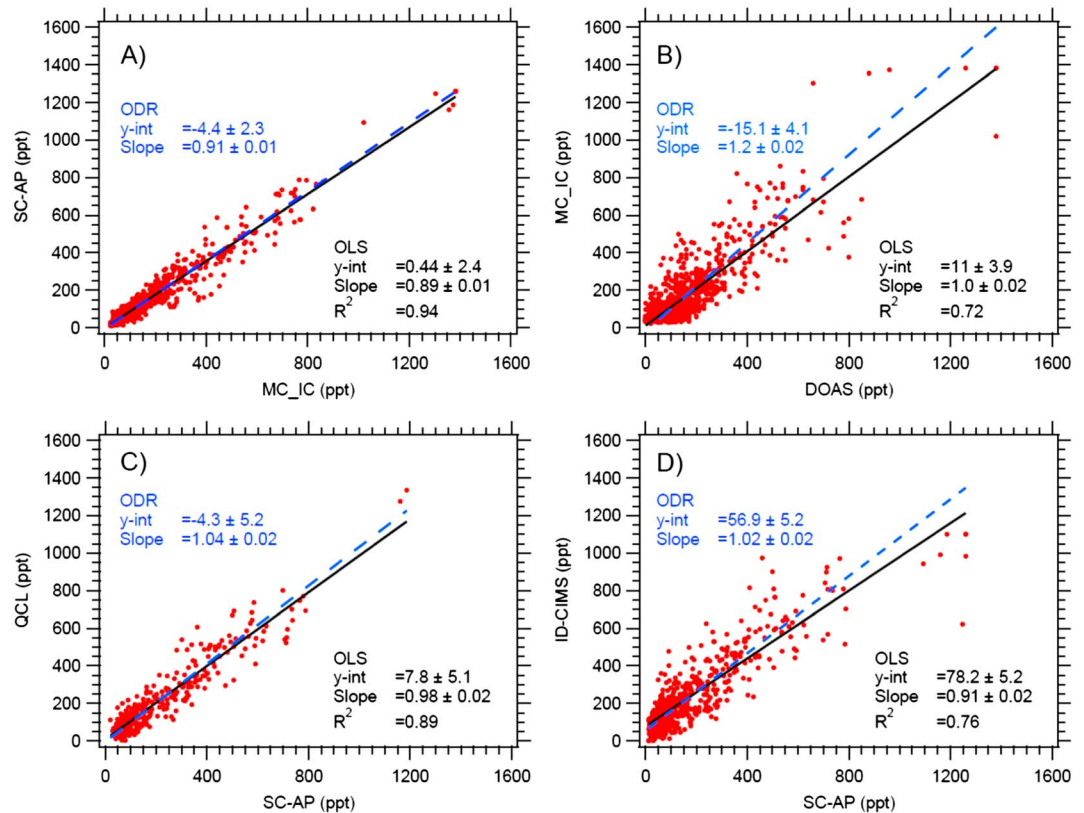 A)
SC-AP (ppt)
1600
1400
1200
1000
800
600
400
200
0
ODR
y-int =-4.4 ± 2.3
Slope =0.91 ± 0.01
OLS
y-int =0.44 ± 2.4
Slope =0.89 ± 0.01
R2 =0.94
0 400 800 1200 1600
MC_IC (ppt)
B)
MC_IC (ppt)
1600
1400
1200
1000
800
600
400
200
0
ODR
y-int =-15.1 ± 4.1
Slope =1.2 ± 0.02
OLS
y-int =11 ± 3.9
Slope =1.0 ± 0.02
R2 =0.72
0 400 800 1200 1600
DOAS (ppt)
C)
QCL (ppt)
1600
1400
1200
1000
800
600
400
200
0
ODR
y-int =-4.3 ± 5.2
Slope =1.04 ± 0.02
OLS
y-int =7.8 ± 5.1
Slope =0.98 ± 0.02
R2 =0.89
0 400 800 1200 1600
SC-AP (ppt)
D)
ID-CIMS (ppt)
1600
1400
1200
1000
800
600
400
200
0
ODR
y-int =56.9 ± 5.2
Slope =1.02 ± 0.02
OLS
y-int =78.2 ± 5.2
Slope =0.91 ± 0.02
R2 =0.76
0 400 800 1200 1600
SC-AP (ppt)